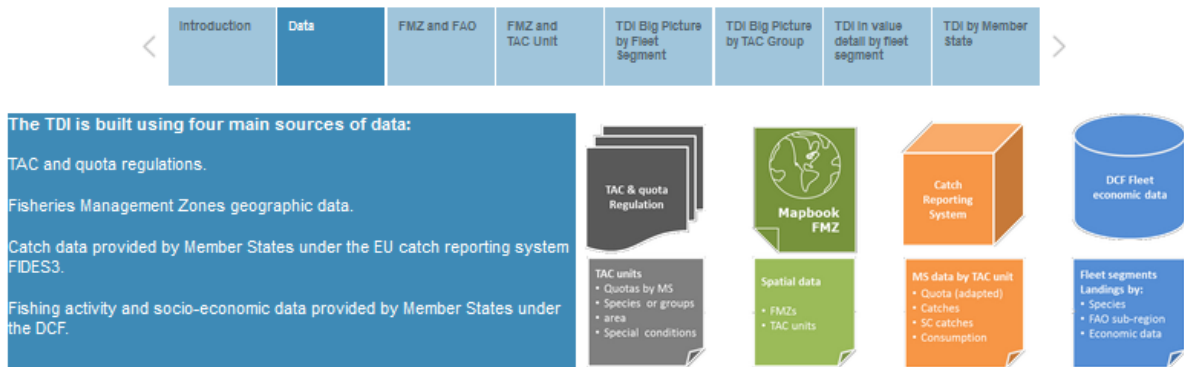 Introduction
Data
FMZ and FAO
FMZ and
TAC Unit
TDI Big Picture
by Fleet
Segment
TDI Big Picture
by TAC Group
TDI in value
detail by fleet
segment
TDI by Member
State
The TDI is built using four main sources of data:
TAC and quota regulations.
Fisheries Management Zones geographic data.
Catch data provided by Member States under the EU catch reporting system
FIDES3.
Fishing activity and socio-economic data provided by Member States under
the DCF.
TAC & quota
Regulation
Mapbook
FMZ
Catch
Reporting
System
DCF Fleet
economic data
TAC units
• Quotas by MS
• Species or groups
• area
• Special conditions
Spatial data
• FMZs
• TAC units
MS data by TAC unit
• Quota (adapted)
• Catches
• SC catches
• Consumption
Fleet segments
Landings by:
• Species
• FAO sub-region
• Economic data